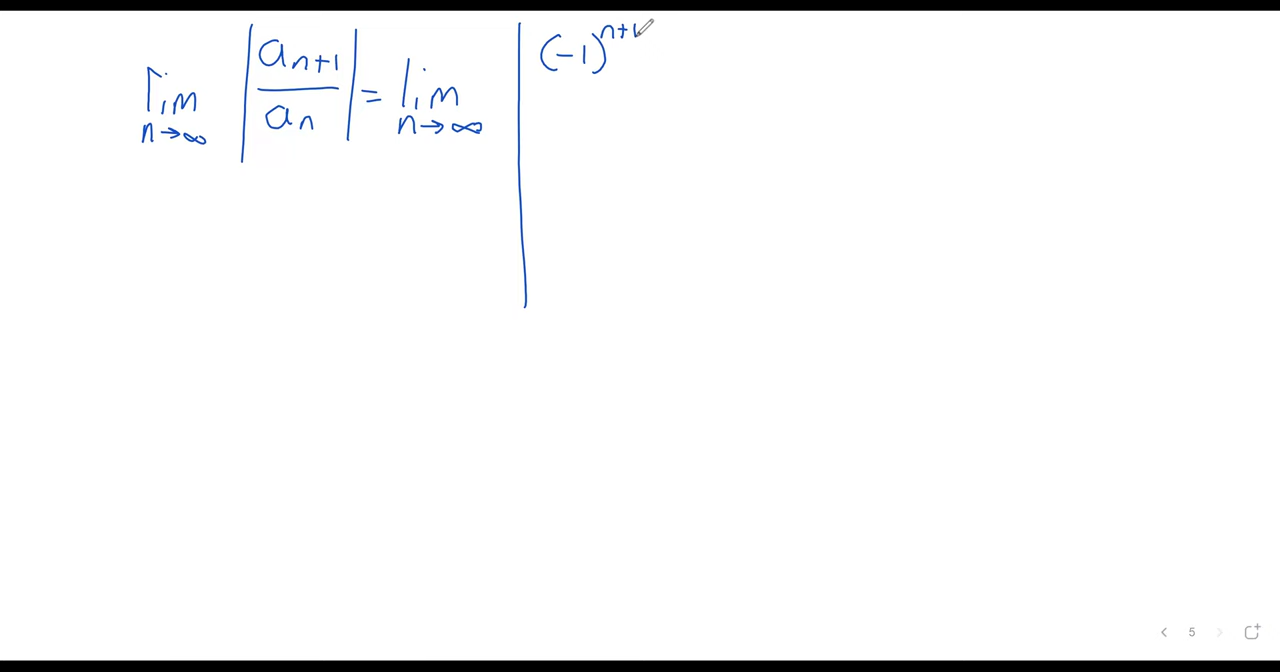 lim n→∞ |a_{n+1} / a_n| = lim n→∞ | (-1)^{n+1}
5